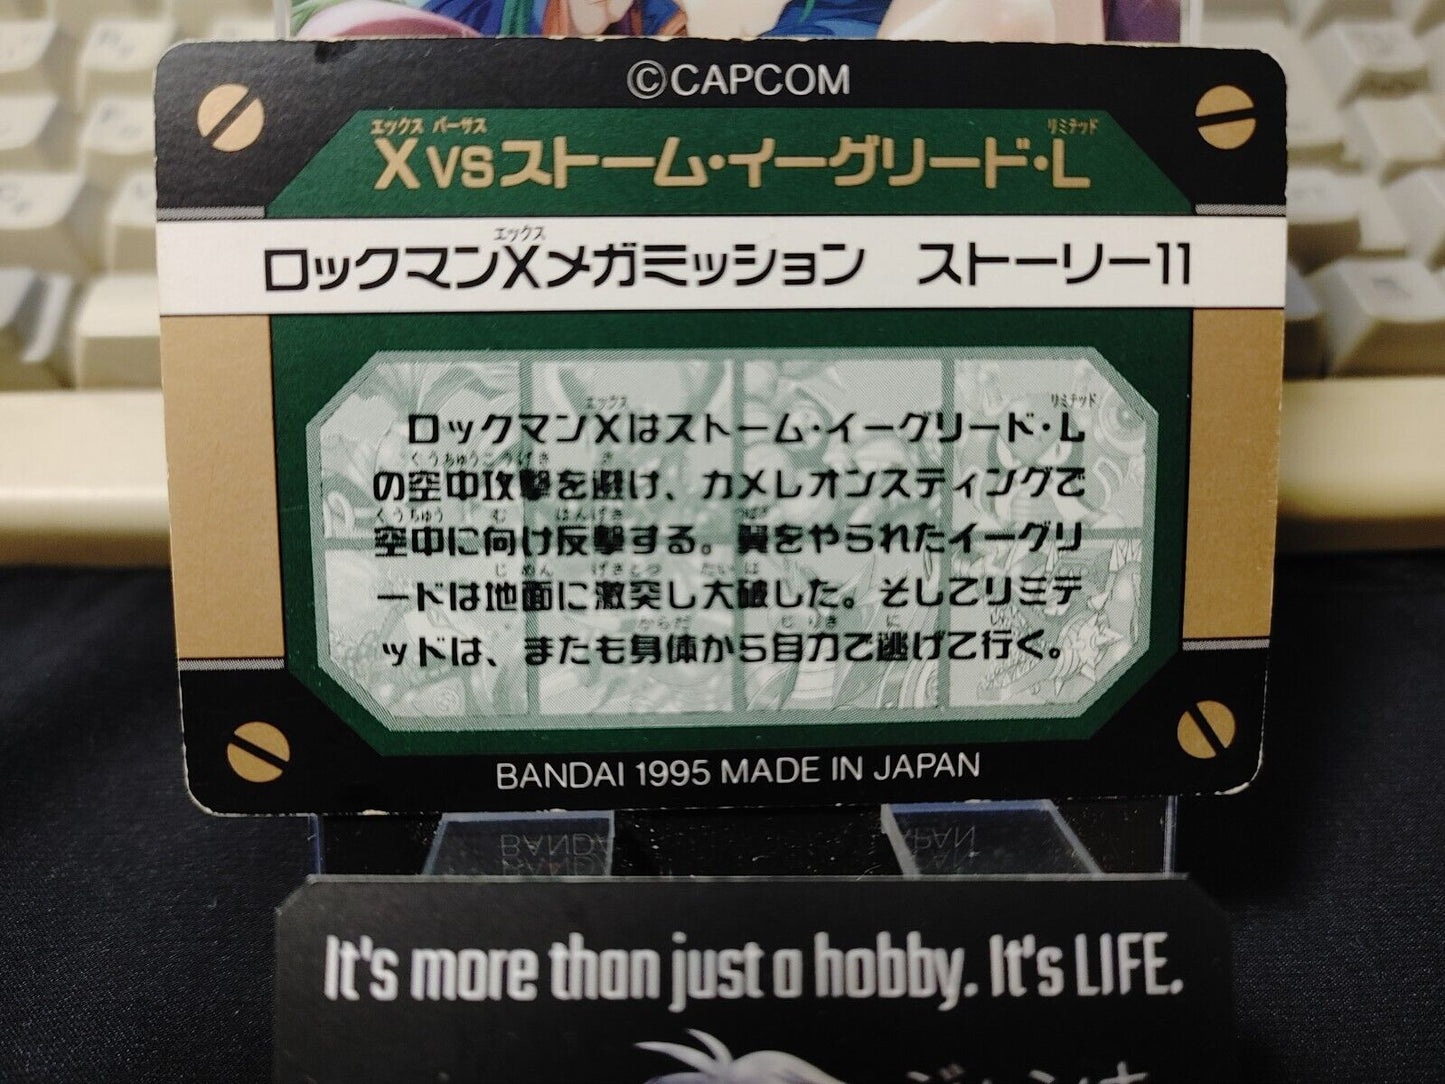 ©CAPCOM
エックス バーサス リミテッド
X VS ストーム・イーグリード・L
エックス
ロックマンXメガミッション ストーリー11
エックス リミテッド
ロックマンXはストーム・イーグリード・L
くうちゅうこうげき さ
の空中攻撃を避け、カメレオンスティングで
くうちゅう む はんげき つばさ
空中に向け反撃する。翼をやられたイーグリ
じめん げきとつ たいは
ードは地面に激突し大破した。そしてリミテ
からだ じりき に
ッドは、またも身体から自力で逃げて行く。
BANDAI 1995 MADE IN JAPAN
It's more than just a hobby. It's LIFE.